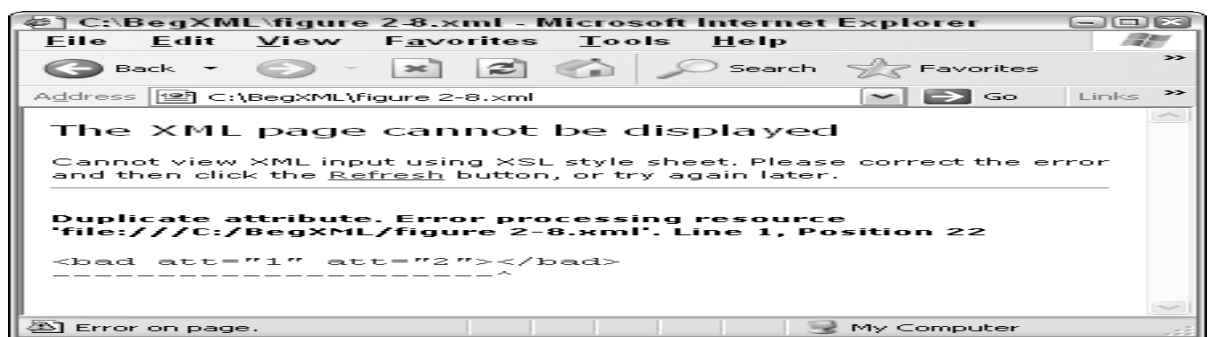 C:\BegXML\figure 2-8.xml - Microsoft Internet Explorer
File Edit View Favorites Tools Help
Back Search Favorites »
Address C:\BegXML\figure 2-8.xml Go Links »
The XML page cannot be displayed
Cannot view XML input using XSL style sheet. Please correct the error
and then click the Refresh button, or try again later.
Duplicate attribute. Error processing resource
'file:///C:/BegXML/figure 2-8.xml'. Line 1, Position 22
<bad att="1" att="2"></bad>
---------------------^
Error on page. My Computer